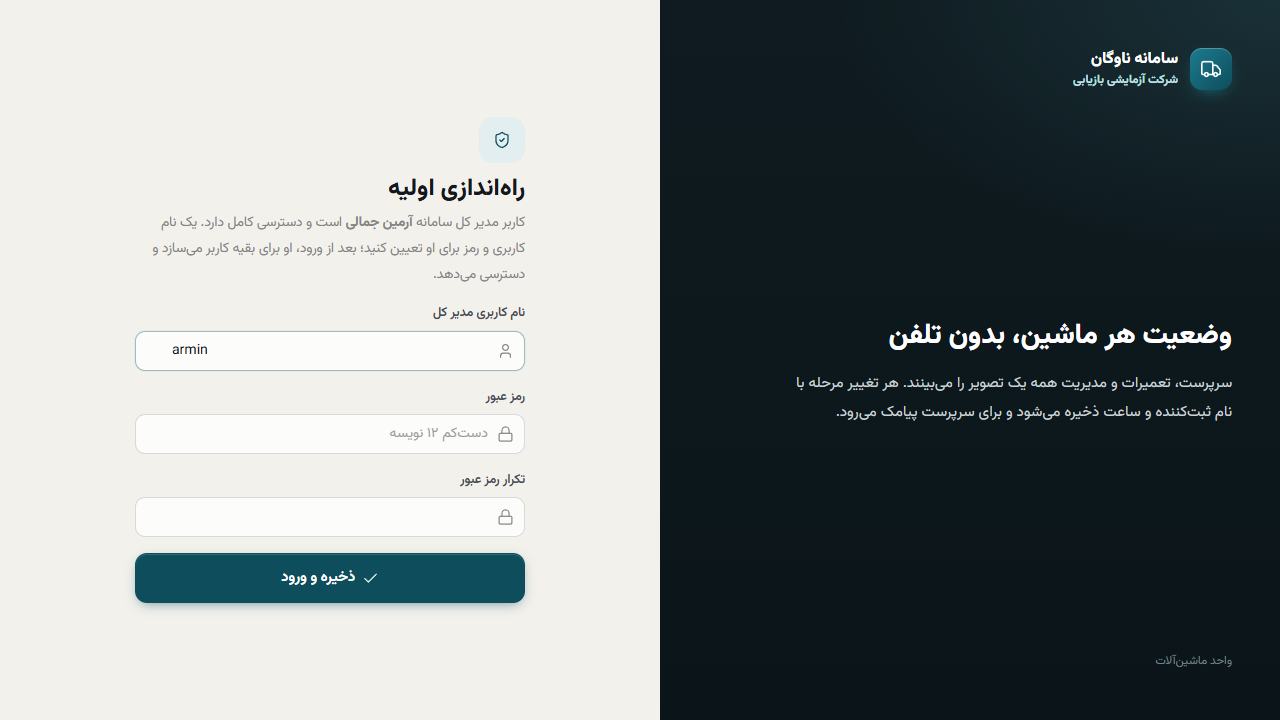 سامانه ناوگان
شرکت آزمایشی بازیابی
وضعیت هر ماشین، بدون تلفن
سرپرست، تعمیرات و مدیریت همه یک تصویر را می‌بینند. هر تغییر مرحله با
نام ثبت‌کننده و ساعت ذخیره می‌شود و برای سرپرست پیامک می‌رود.
واحد ماشین‌آلات
راه‌اندازی اولیه
کاربر مدیر کل سامانه آرمین جمالی است و دسترسی کامل دارد. یک نام
کاربری و رمز برای او تعیین کنید؛ بعد از ورود، او برای بقیه کاربر می‌سازد و
دسترسی می‌دهد.
نام کاربری مدیر کل
armin
رمز عبور
دست‌کم ۱۲ نویسه
تکرار رمز عبور
ذخیره و ورود